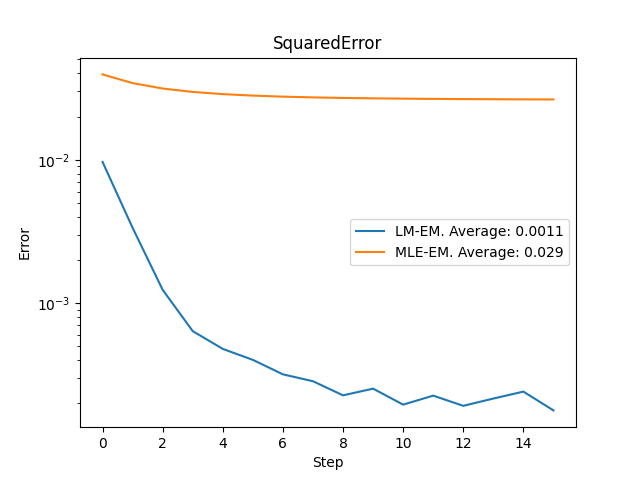 SquaredError
10⁻²
10⁻³
Error
LM-EM. Average: 0.0011
MLE-EM. Average: 0.029
0 2 4 6 8 10 12 14
Step